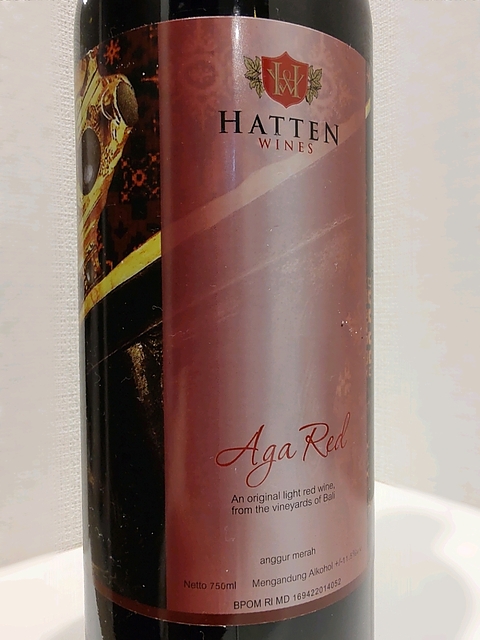 HATTEN
WINES
Aga Red
An original light red wine,
from the vineyards of Bali
anggur merah
Netto 750ml Mengandung Alkohol
BPOM RI MD 169422014052